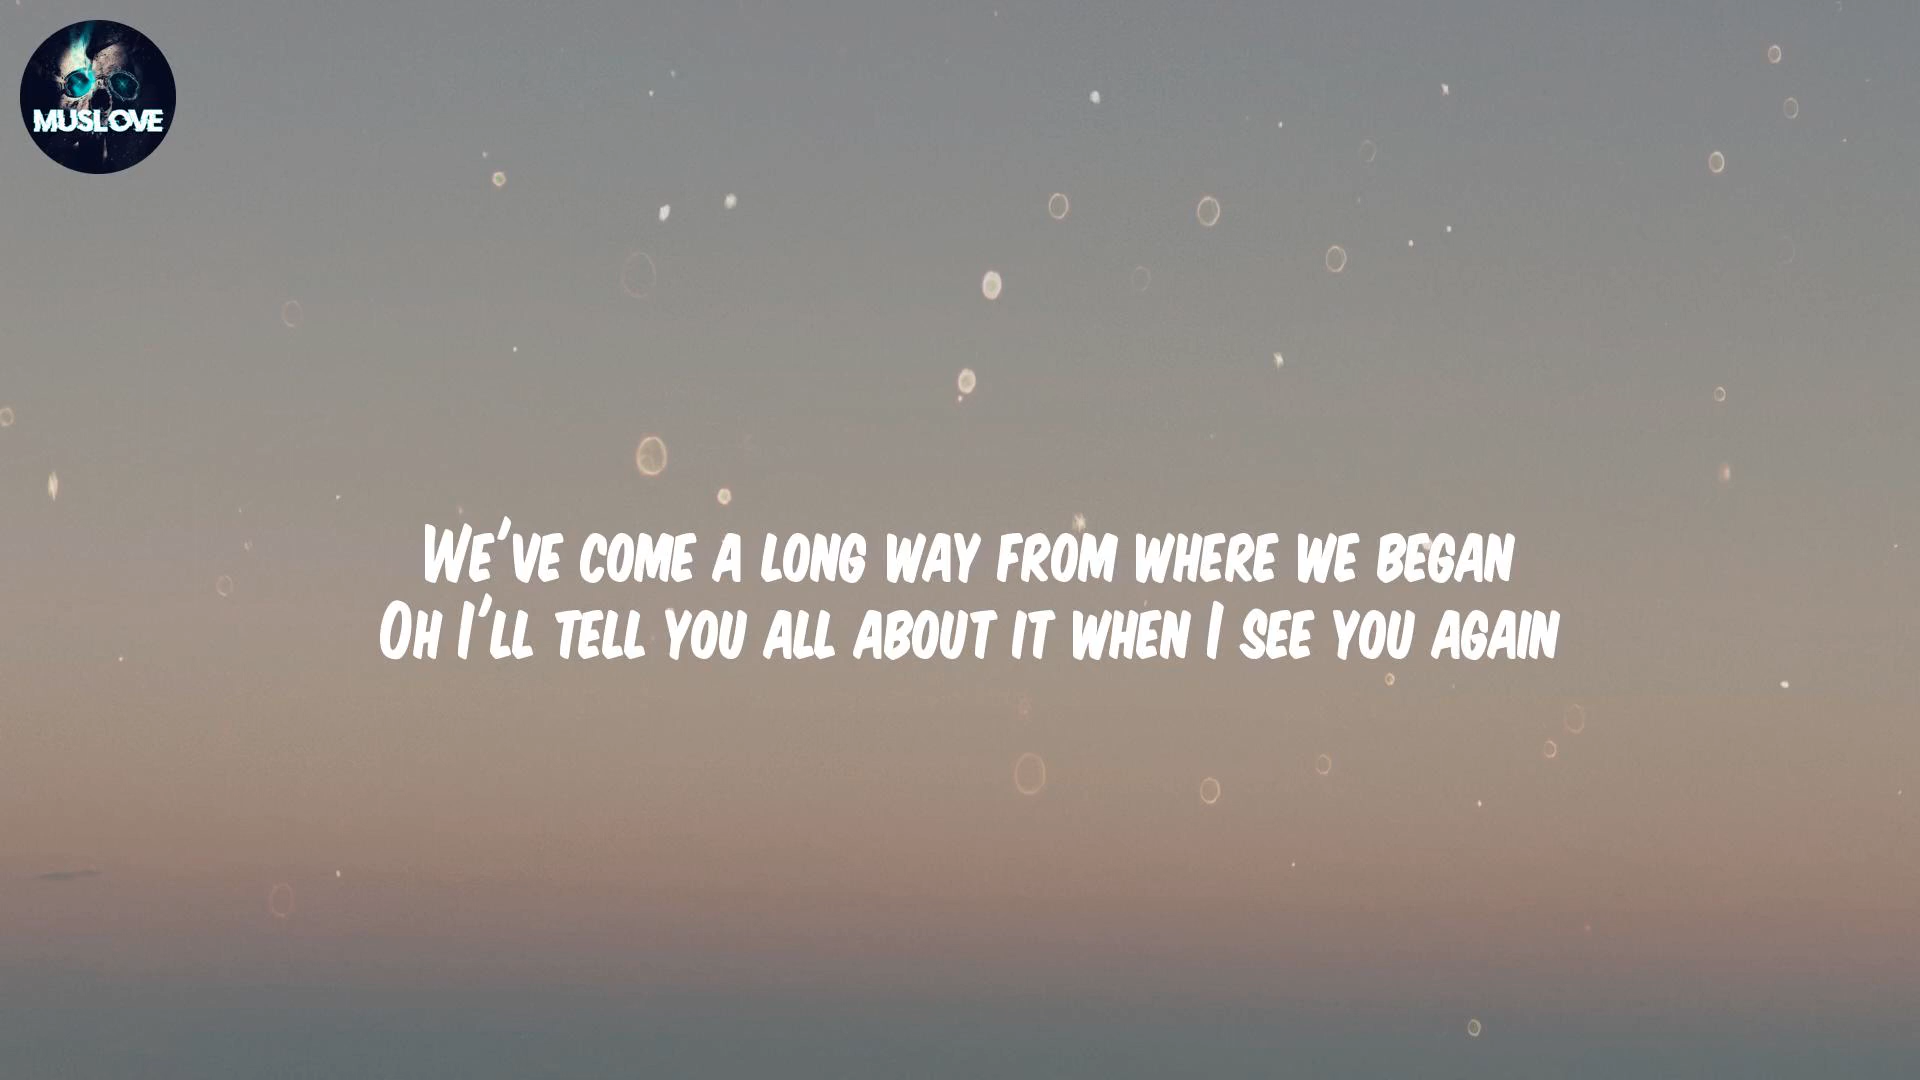 MUSLOVE
We've come a long way from where we began
Oh I'll tell you all about it when I see you again